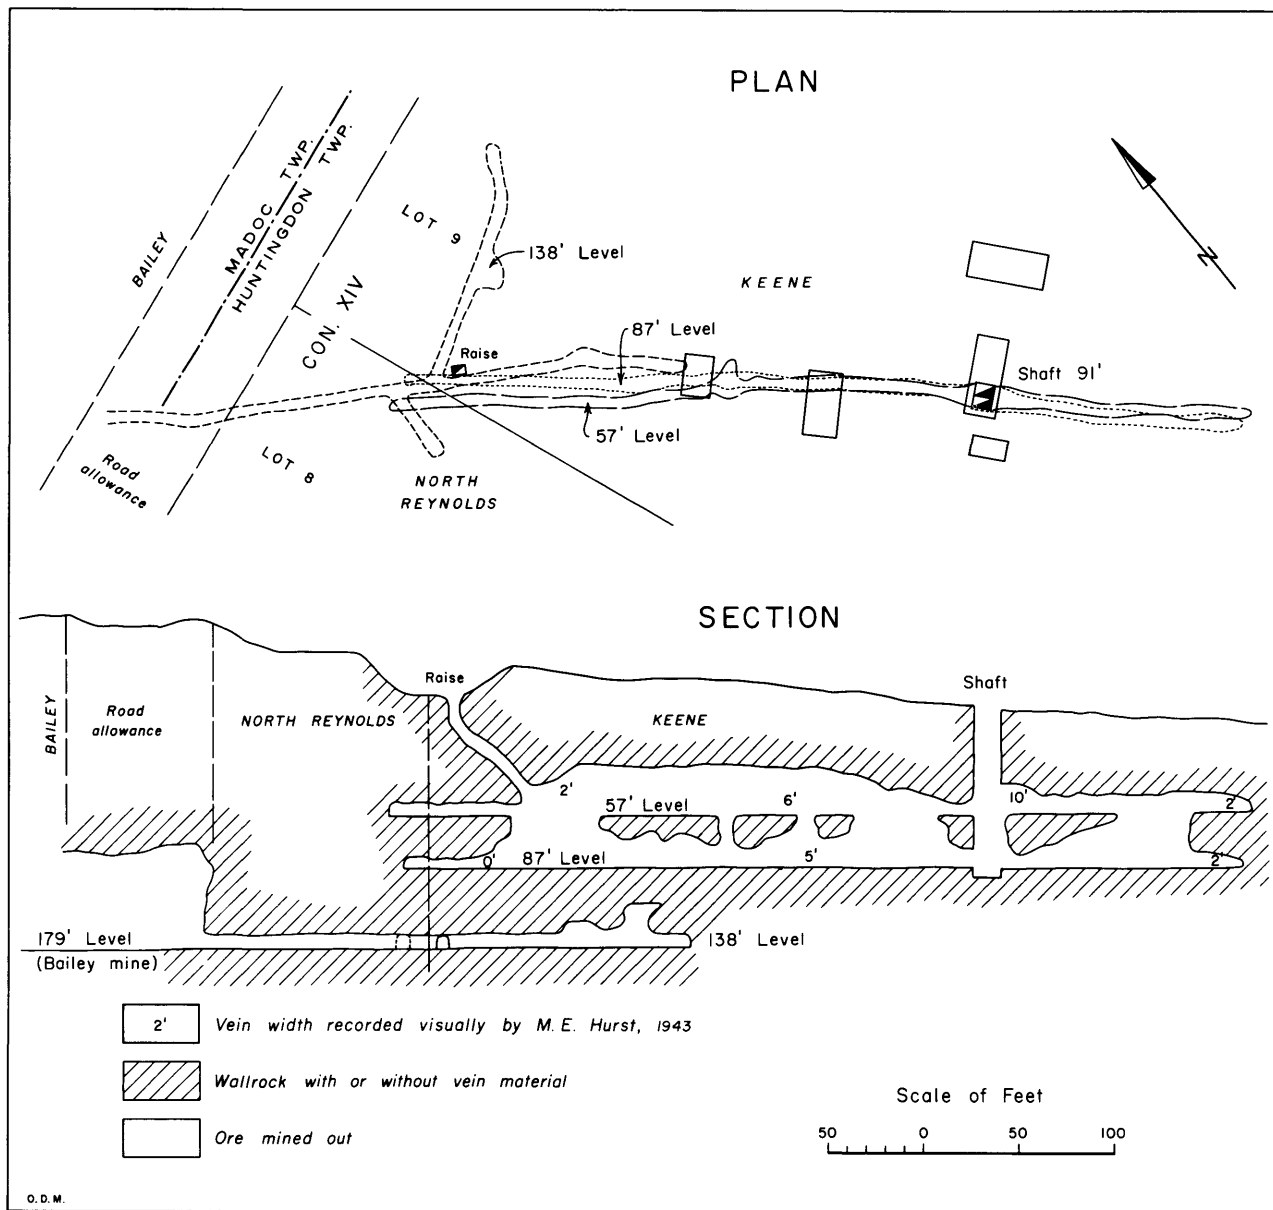 PLAN
MADOC TWP.
HUNTINGDON TWP.
BAILEY
LOT 9
138' Level
CON. XIV
KEENE
N
87' Level
Raise
Shaft 91'
57' Level
LOT 8
Road
allowance
NORTH
REYNOLDS
SECTION
Raise
Shaft
BAILEY
Road
allowance
NORTH REYNOLDS
KEENE
2'
57' Level
6'
10'
2'
0'
87' Level
5'
2'
179' Level
(Bailey mine)
138' Level
2' Vein width recorded visually by M. E. Hurst, 1943
Wallrock with or without vein material
Ore mined out
Scale of Feet
50 0 50 100
O. D. M.